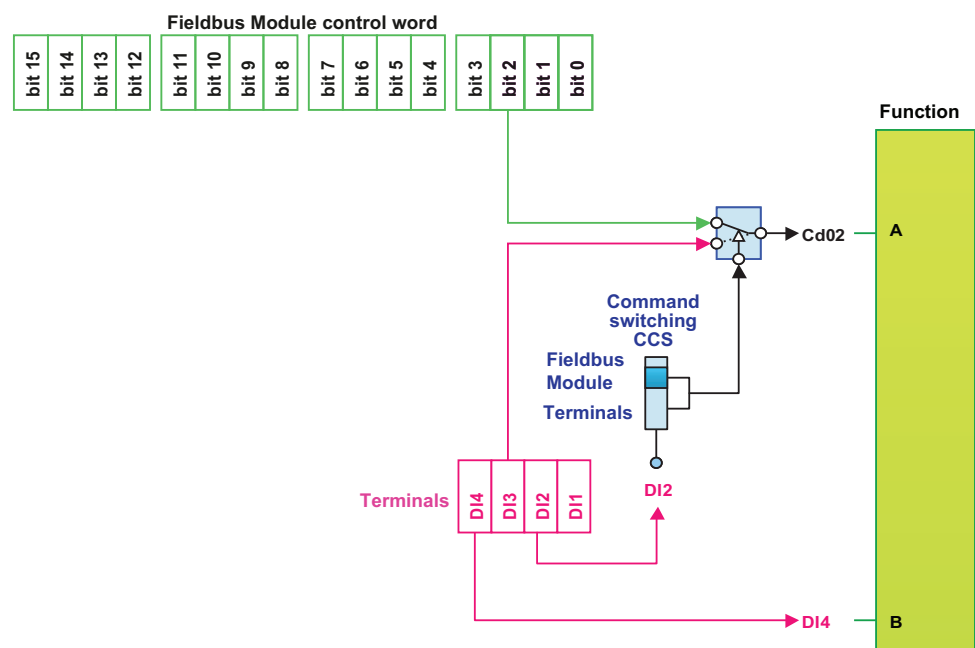 Fieldbus Module control word
bit 15
bit 14
bit 13
bit 12
bit 11
bit 10
bit 9
bit 8
bit 7
bit 6
bit 5
bit 4
bit 3
bit 2
bit 1
bit 0
Function
Cd02
A
Command
switching
CCS
Fieldbus
Module
Terminals
Terminals
DI4
DI3
DI2
DI1
DI2
DI4
B